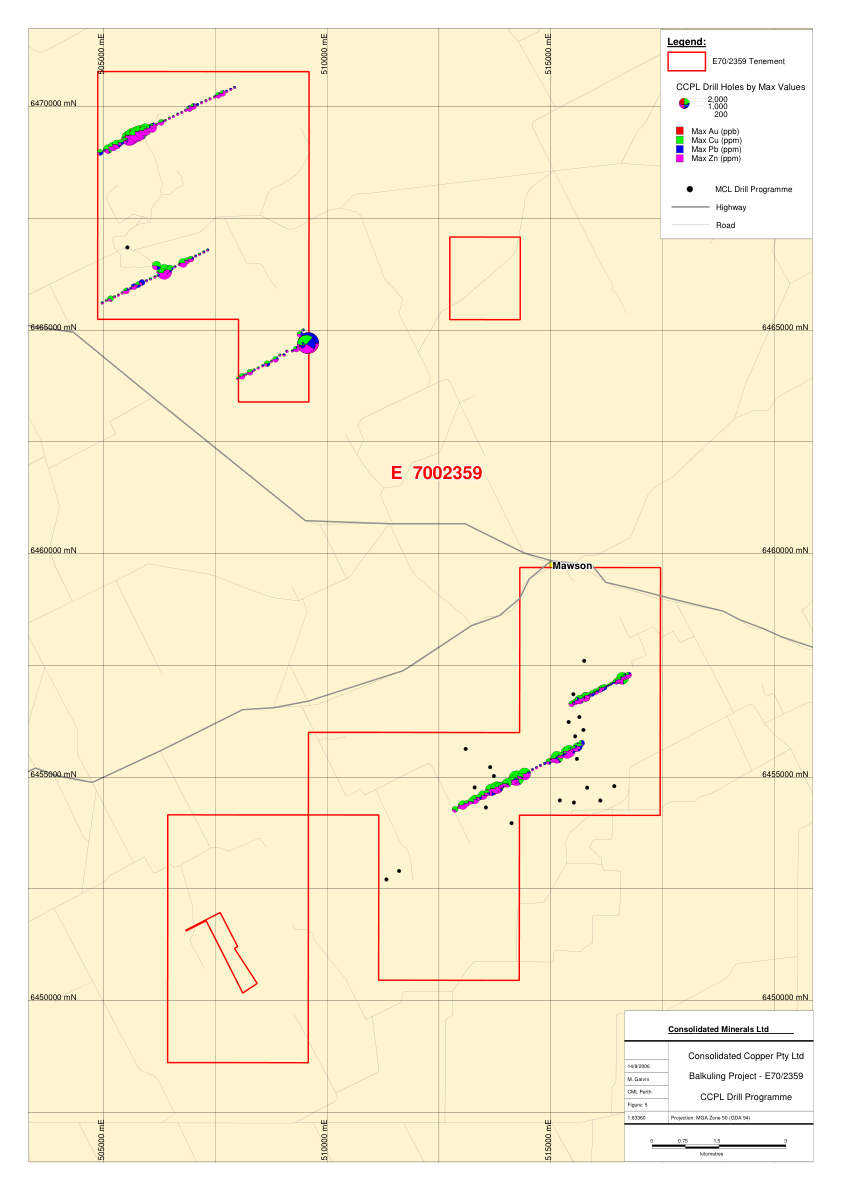 505000 mE
510000 mE
515000 mE
Legend:
E70/2359 Tenement
CCPL Drill Holes by Max Values
2,000
1,000
200
Max Au (ppb)
Max Cu (ppm)
Max Pb (ppm)
Max Zn (ppm)
MCL Drill Programme
Highway
Road
6470000 mN
6465000 mN
6465000 mN
E 7002359
6460000 mN
6460000 mN
Mawson
6455000 mN
6455000 mN
6450000 mN
6450000 mN
505000 mE
510000 mE
515000 mE
Consolidated Minerals Ltd
Consolidated Copper Pty Ltd
Balkuling Project - E70/2359
CCPL Drill Programme
14/8/2006
M. Galvin
CML Perth
Figure: 5
1:63360
Projection: MGA Zone 50 (GDA 94)
0 0.75 1.5 3
kilometres